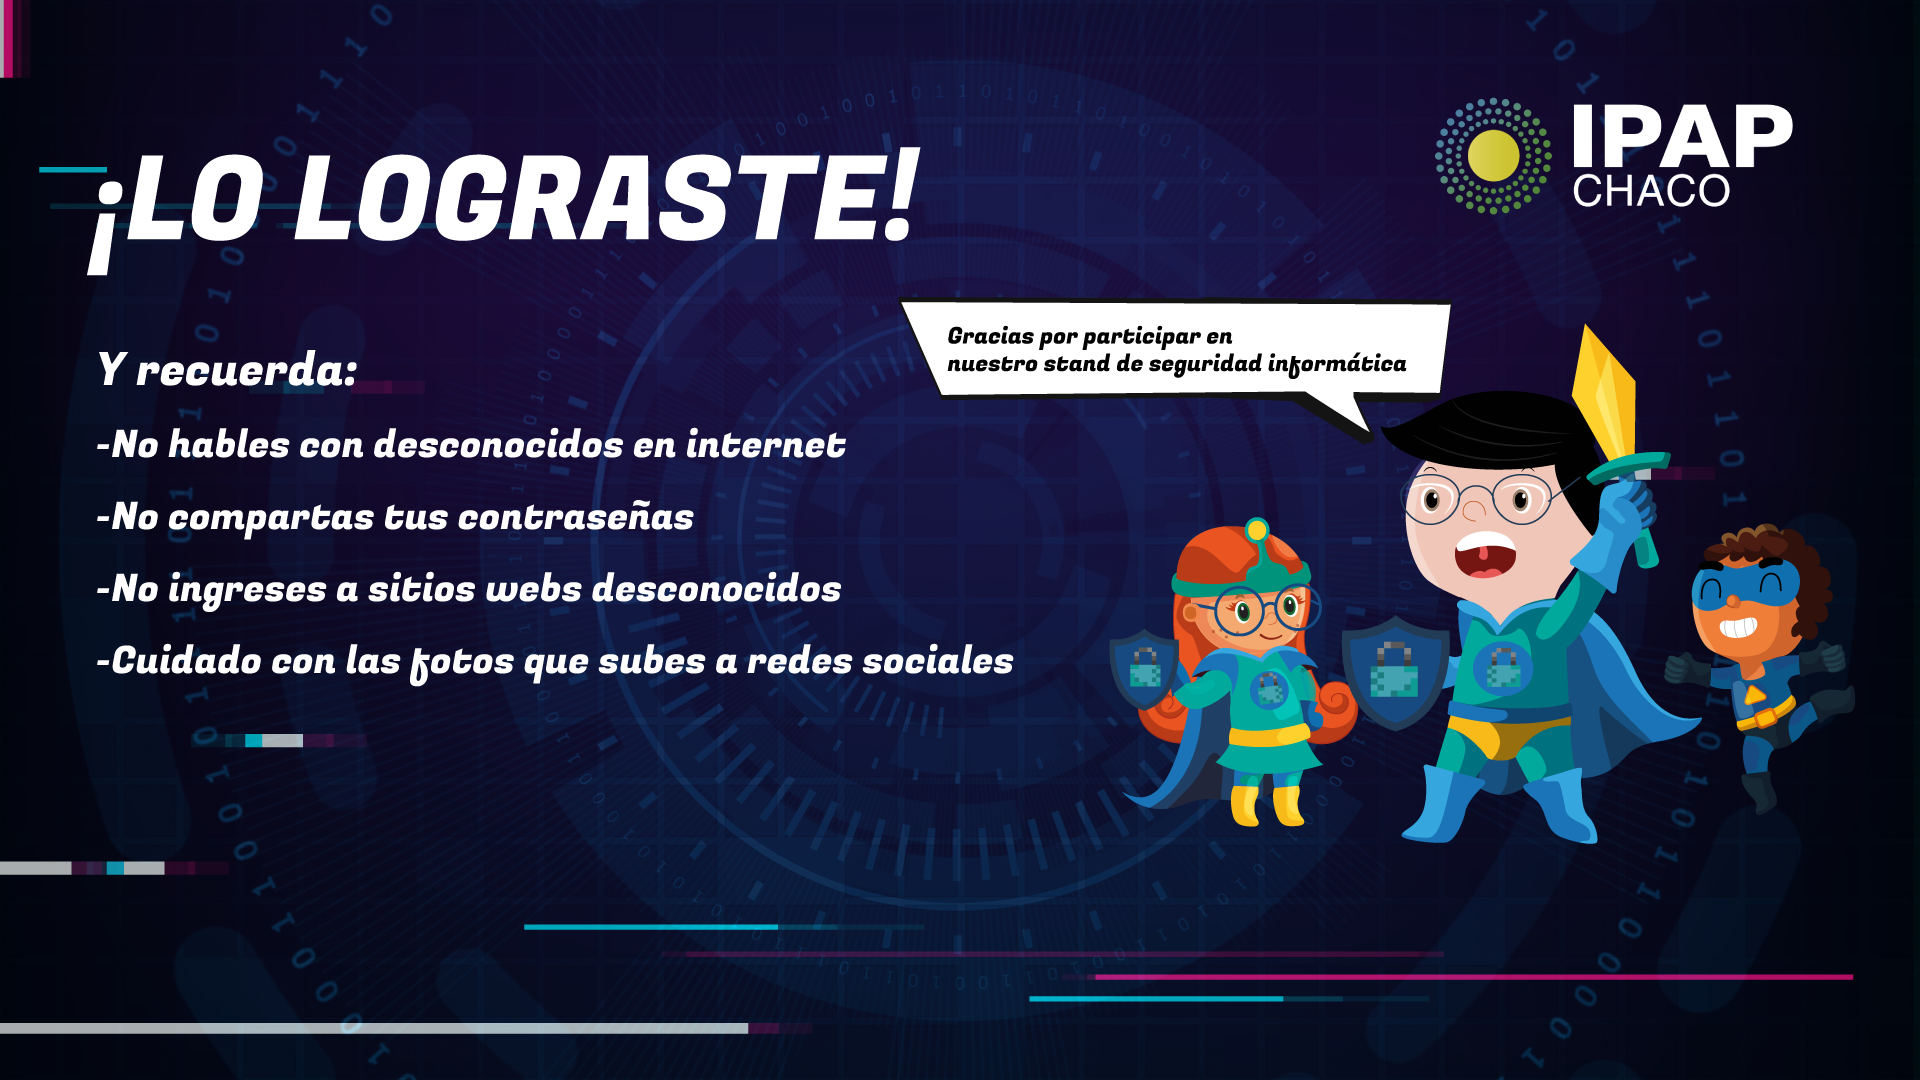 ¡LO LOGRASTE!
IPAP
CHACO
Gracias por participar en
nuestro stand de seguridad informática
Y recuerda:
-No hables con desconocidos en internet
-No compartas tus contraseñas
-No ingreses a sitios webs desconocidos
-Cuidado con las fotos que subes a redes sociales